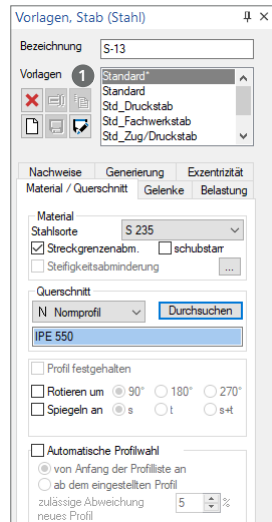 Vorlagen, Stab (Stahl)
Bezeichnung S-13
Vorlagen 1 Standard*
Standard
Std_Druckstab
Std_Fachwerkstab
Std_Zug/Druckstab
Nachweise Generierung Exzentrizität
Material / Querschnitt Gelenke Belastung
Material
Stahlsorte S 235
Streckgrenzenabm. schubstarr
Steifigkeitsabminderung ...
Querschnitt
N Normprofil Durchsuchen
IPE 550
Profil festgehalten
Rotieren um 90° 180° 270°
Spiegeln an s t s+t
Automatische Profilwahl
von Anfang der Profilliste an
ab dem eingestellten Profil
zulässige Abweichung 5 %
neues Profil